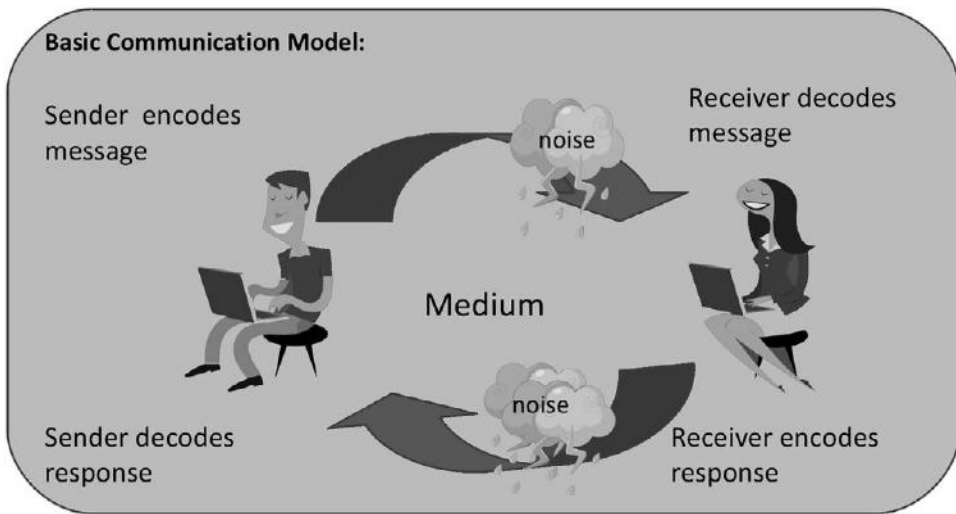 Basic Communication Model:
Sender encodes
message
noise
Receiver decodes
message
Medium
noise
Sender decodes
response
Receiver encodes
response